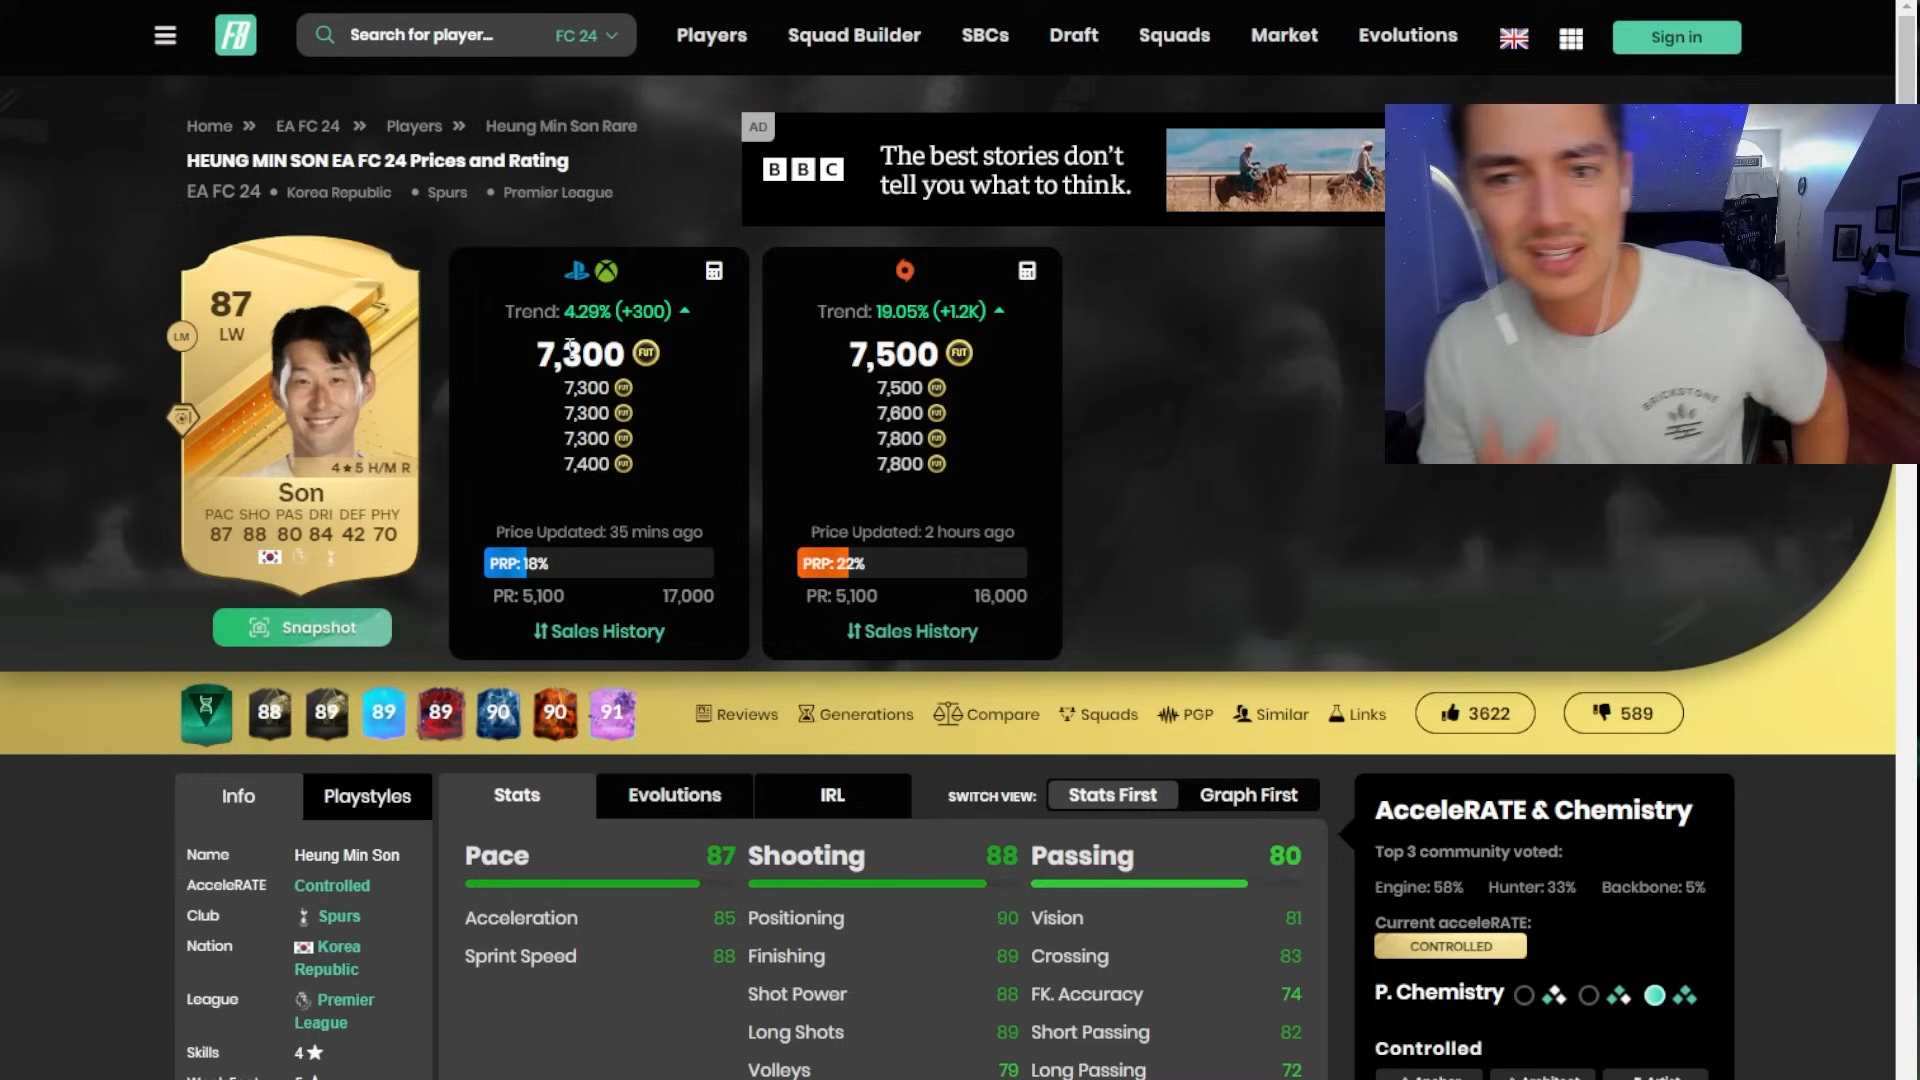 Search for player...
FC 24
Players
Squad Builder
SBCs
Draft
Squads
Market
Evolutions
Sign in
Home » EA FC 24 » Players » Heung Min Son Rare
HEUNG MIN SON EA FC 24 Prices and Rating
EA FC 24 • Korea Republic • Spurs • Premier League
AD
BBC
The best stories don't
tell you what to think.
87
LW
LM
4★5 H/M R
Son
PAC SHO PAS DRI DEF PHY
87 88 80 84 42 70
Snapshot
Trend: 4.29% (+300)
7,300
7,300
7,300
7,300
7,400
Price Updated: 35 mins ago
PRP: 18%
PR: 5,100 17,000
Sales History
Trend: 19.05% (+1.2K)
7,500
7,500
7,600
7,800
7,800
Price Updated: 2 hours ago
PRP: 22%
PR: 5,100 16,000
Sales History
BRICKSTONE
88 89 89 89 90 90 91
Reviews
Generations
Compare
Squads
PGP
Similar
Links
3622
589
Info
Playstyles
Name Heung Min Son
AcceleRATE Controlled
Club Spurs
Nation Korea
Republic
League Premier
League
Skills 4★
Stats
Evolutions
IRL
SWITCH VIEW: Stats First Graph First
Pace 87
Acceleration 85
Sprint Speed 88
Shooting 88
Positioning 90
Finishing 89
Shot Power 88
Long Shots 89
Volleys 79
Passing 80
Vision 81
Crossing 83
FK. Accuracy 74
Short Passing 82
Long Passing 72
AcceleRATE & Chemistry
Top 3 community voted:
Engine: 58% Hunter: 33% Backbone: 5%
Current acceleRATE:
CONTROLLED
P. Chemistry
Controlled